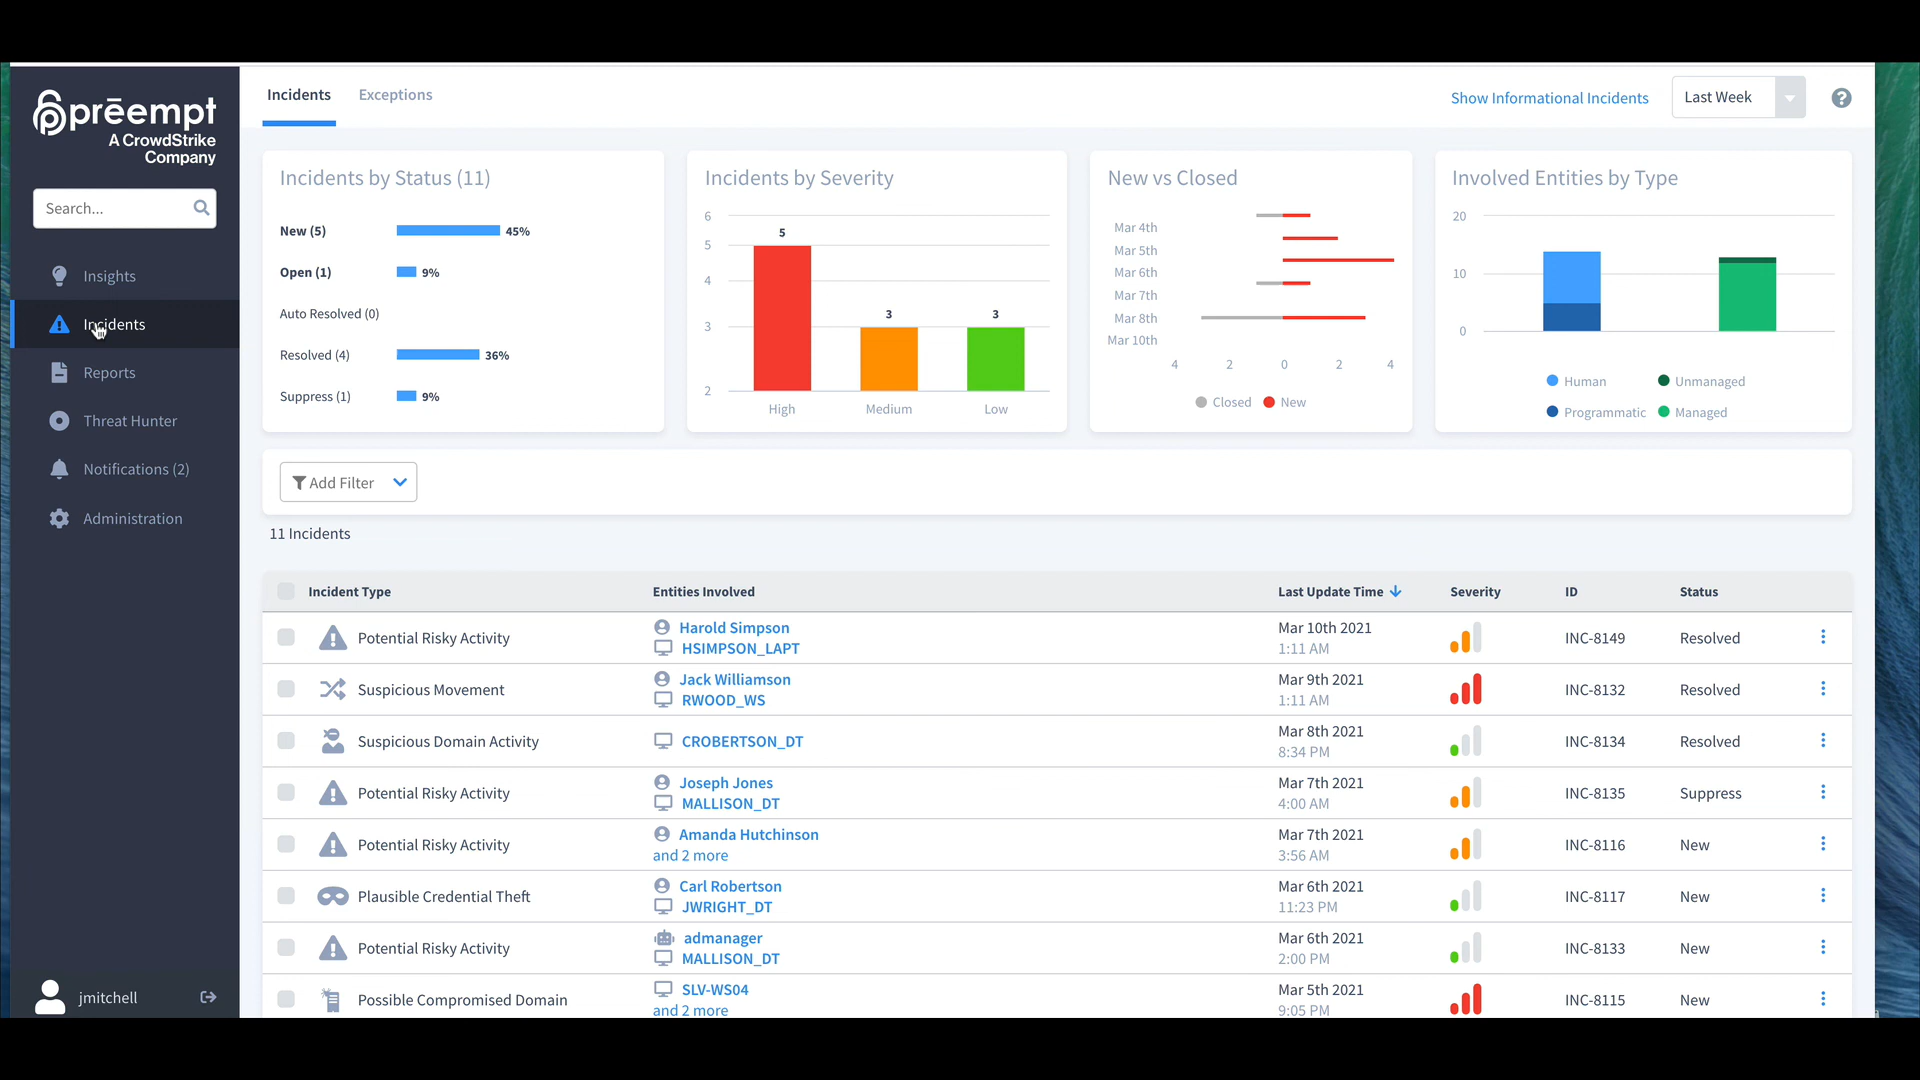 prēempt
A CrowdStrike
Company
Search...
Insights
Incidents
Reports
Threat Hunter
Notifications (2)
Administration
jmitchell
Incidents
Exceptions
Show Informational Incidents
Last Week
?
Incidents by Status (11)
New (5)
45%
Open (1)
9%
Auto Resolved (0)
Resolved (4)
36%
Suppress (1)
9%
Incidents by Severity
6
5
4
3
2
5
3
3
High
Medium
Low
New vs Closed
Mar 4th
Mar 5th
Mar 6th
Mar 7th
Mar 8th
Mar 10th
4 2 0 2 4
Closed
New
Involved Entities by Type
20
10
0
Human
Unmanaged
Programmatic
Managed
Add Filter
11 Incidents
Incident Type Entities Involved Last Update Time Severity ID Status
Potential Risky Activity Harold Simpson Mar 10th 2021 INC-8149 Resolved
HSIMPSON_LAPT 1:11 AM
Suspicious Movement Jack Williamson Mar 9th 2021 INC-8132 Resolved
RWOOD_WS 1:11 AM
Suspicious Domain Activity CROBERTSON_DT Mar 8th 2021 INC-8134 Resolved
8:34 PM
Potential Risky Activity Joseph Jones Mar 7th 2021 INC-8135 Suppress
MALLISON_DT 4:00 AM
Potential Risky Activity Amanda Hutchinson Mar 7th 2021 INC-8116 New
and 2 more 3:56 AM
Plausible Credential Theft Carl Robertson Mar 6th 2021 INC-8117 New
JWRIGHT_DT 11:23 PM
Potential Risky Activity admanager Mar 6th 2021 INC-8133 New
MALLISON_DT 2:00 PM
Possible Compromised Domain SLV-WS04 Mar 5th 2021 INC-8115 New
and 2 more 9:05 PM